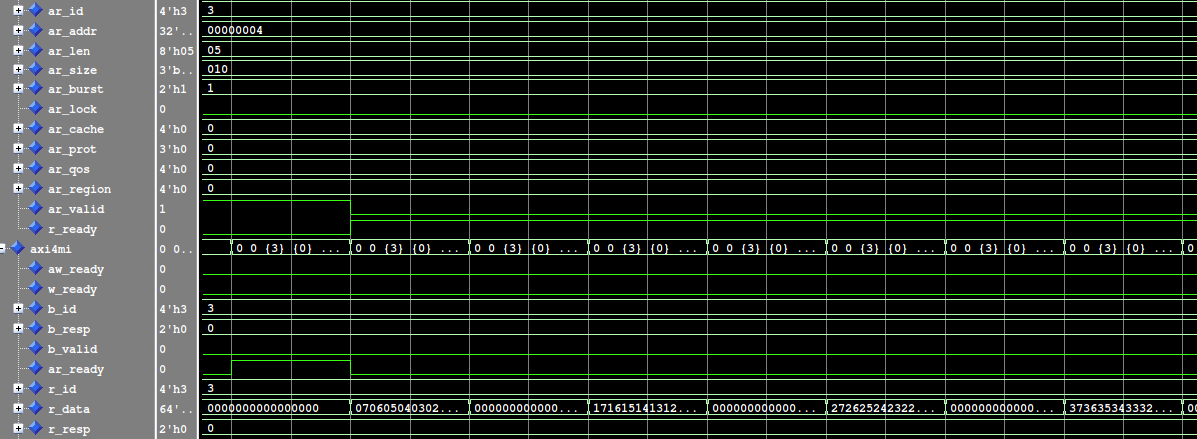 ar_id 4'h3 3
ar_addr 32'... 00000004
ar_len 8'h05 05
ar_size 3'b... 010
ar_burst 2'h1 1
ar_lock 0
ar_cache 4'h0 0
ar_prot 3'h0 0
ar_qos 4'h0 0
ar_region 4'h0 0
ar_valid 1
r_ready 0
axi4mi 0 0... 0 0 {3} {0} ... 0 0 {3} {0} ... 0 0 {3} {0} ... 0 0 {3} {0} ... 0 0 {3} {0} ... 0 0 {3} {0} ... 0 0 {3} {0} ... 0 0 {3} {0} ... 0
aw_ready 0
w_ready 0
b_id 4'h3 3
b_resp 2'h0 0
b_valid 0
ar_ready 0
r_id 4'h3 3
r_data 64'... 0000000000000000 070605040302... 000000000000... 171615141312... 000000000000... 272625242322... 000000000000... 373635343332... 00
r_resp 2'h0 0